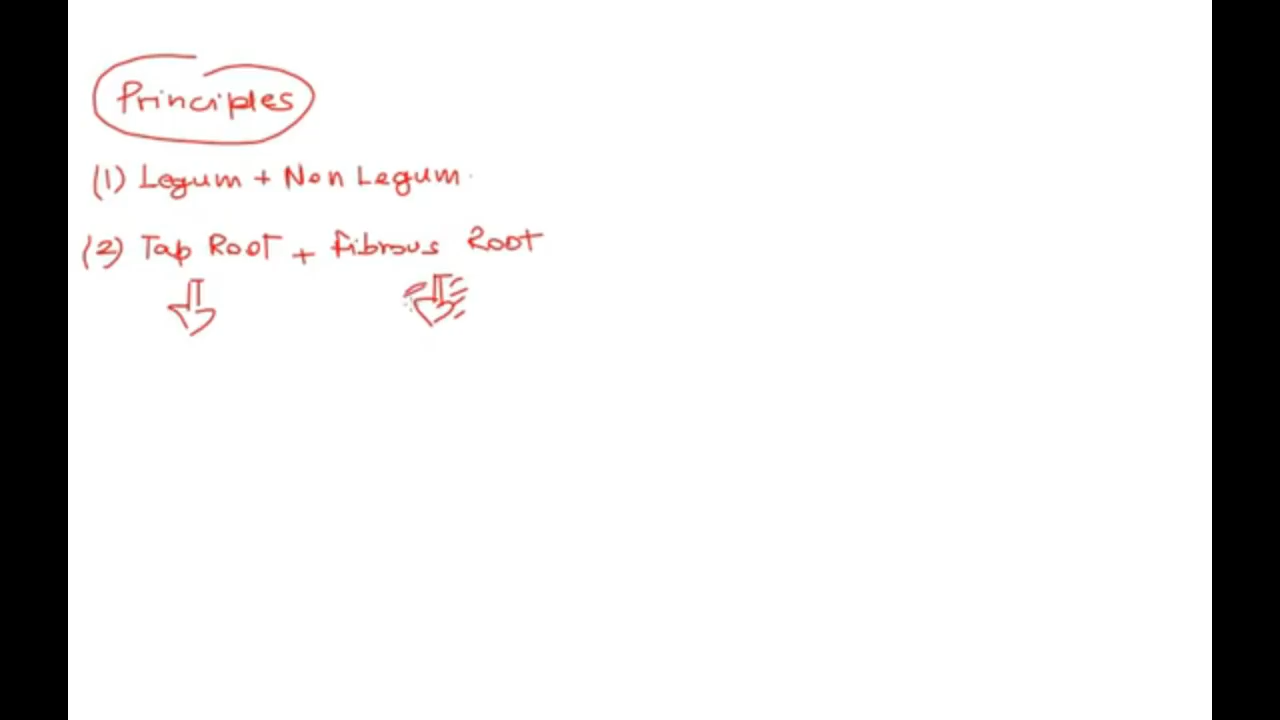 Principles
(1) Legum + Non Legum
(2) Tap Root + fibrous Root